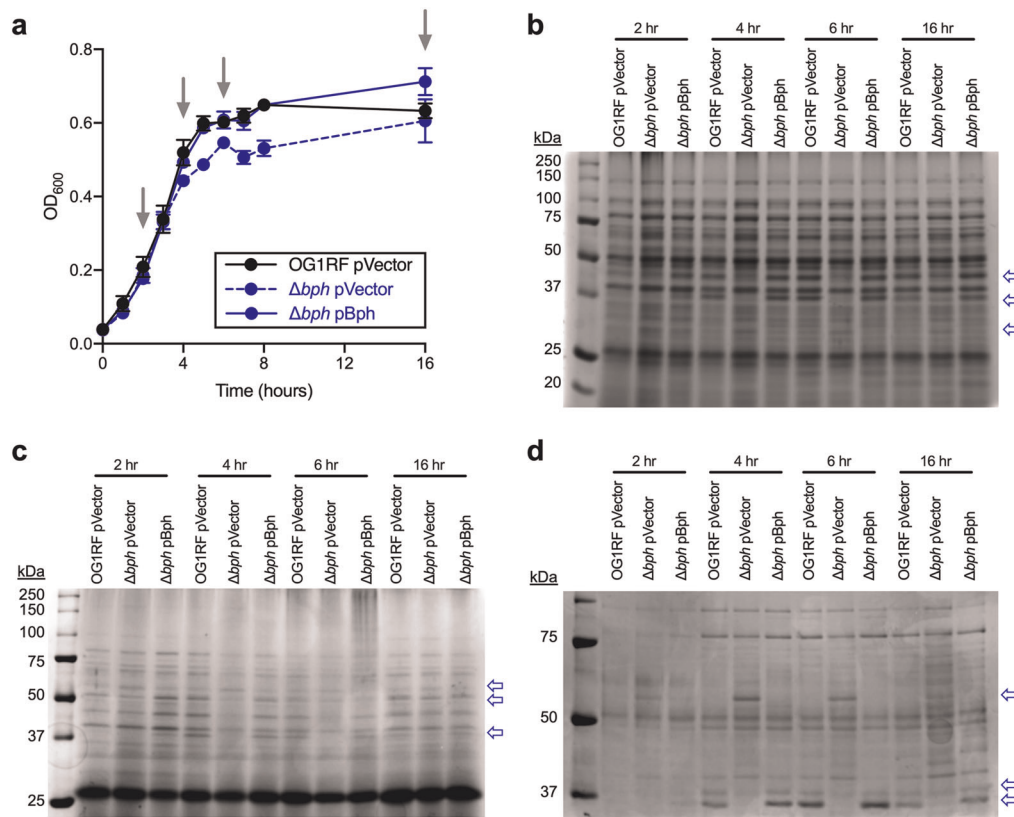 a
0.8
0.6
0.4
0.2
0.0
OD600
0
4
8
12
16
Time (hours)
OG1RF pVector
Δbph pVector
Δbph pBph
b
2 hr
4 hr
6 hr
16 hr
OG1RF pVector
Δbph pVector
Δbph pBph
OG1RF pVector
Δbph pVector
Δbph pBph
OG1RF pVector
Δbph pVector
Δbph pBph
OG1RF pVector
Δbph pVector
Δbph pBph
kDa
250
150
100
75
50
37
25
20
c
2 hr
4 hr
6 hr
16 hr
OG1RF pVector
Δbph pVector
Δbph pBph
OG1RF pVector
Δbph pVector
Δbph pBph
OG1RF pVector
Δbph pVector
Δbph pBph
OG1RF pVector
Δbph pVector
Δbph pBph
kDa
250
150
100
75
50
37
25
d
2 hr
4 hr
6 hr
16 hr
OG1RF pVector
Δbph pVector
Δbph pBph
OG1RF pVector
Δbph pVector
Δbph pBph
OG1RF pVector
Δbph pVector
Δbph pBph
OG1RF pVector
Δbph pVector
Δbph pBph
kDa
75
50
37